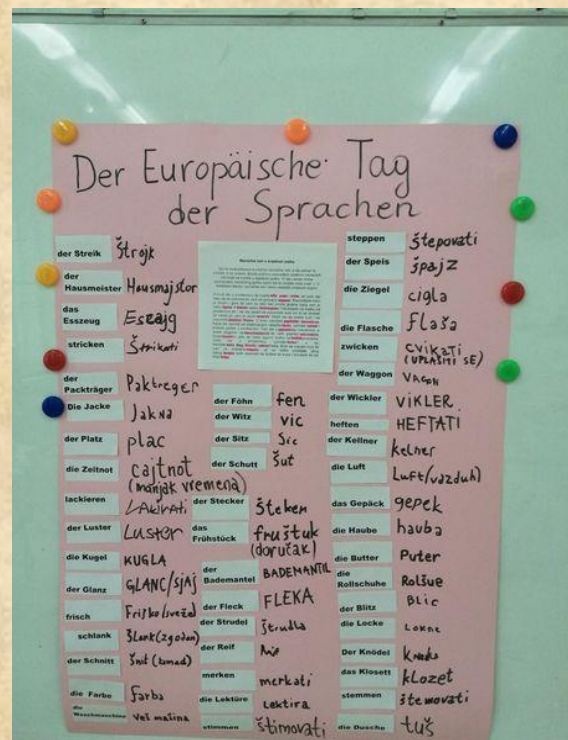 Der Europäische Tag
der Sprachen
der Streik štrojk
der Hausmeister Hausmajstor
das Esszeug Eszajg
stricken Štrikati
der Packträger Paktreger
Die Jacke Jakna
der Platz plac
die Zeitnot cajtnot
(manjak vremena)
lackieren LAKIRATI
der Luster Luster
die Kugel KUGLA
der Glanz GLANC/SJAJ
frisch Friško/sveže
schlank šlank (zgodan)
der Schnitt šnit (komad)
die Farbe farba
die Waschmaschine Veš mašina
der Föhn fen
der Witz vic
der Sitz sic
der Schutt šut
der Stecker šteker
das Frühstück fruštuk
(doručak)
der Bademantel BADEMANTIL
der Fleck FLEKA
der Strudel štrudla
der Reif
merken merkati
die Lektüre Lektira
stimmen štimovati
steppen štepovati
der Speis špajz
die Ziegel cigla
die Flasche flaša
zwicken CVIKATI
(UPLAŠITI SE)
der Waggon VAGON
der Wickler VIKLER
heften HEFTATI
der Kellner kelner
die Luft Luft (vazduh)
das Gepäck gepek
die Haube hauba
die Butter Puter
die Rollschuhe Rolšue
der Blitz BLIC
die Locke LOKNE
Der Knödel
das Klosett klozet
stemmen štemovati
die Dusche tuš